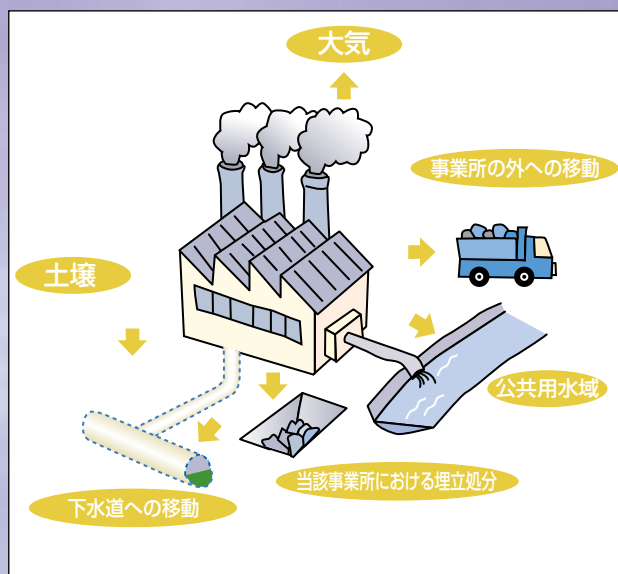 大気
事業所の外への移動
土壌
公共用水域
当該事業所における埋立処分
下水道への移動